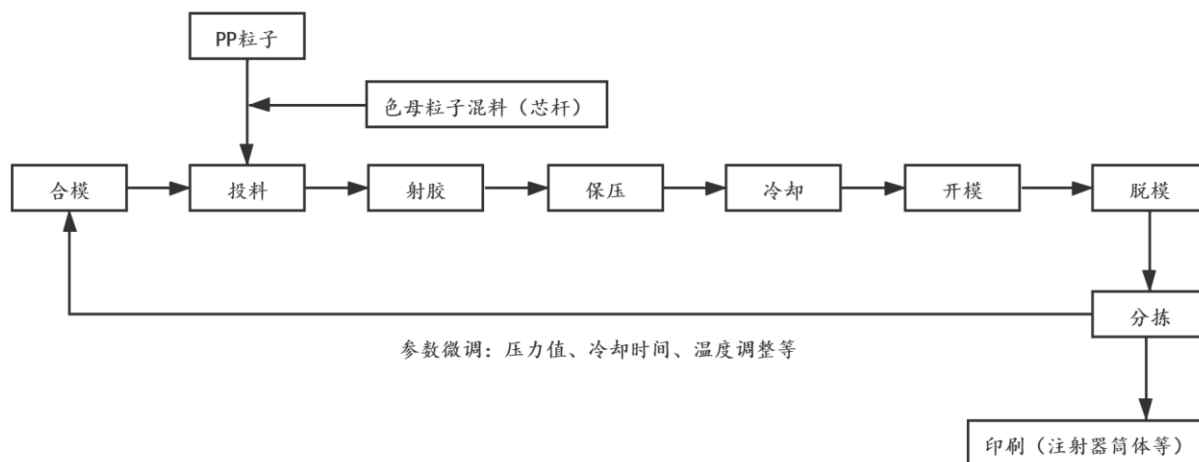 PP粒子
色母粒子混料（芯杆）
合模
投料
射胶
保压
冷却
开模
脱模
分拣
参数微调：压力值、冷却时间、温度调整等
印刷（注射器筒体等）